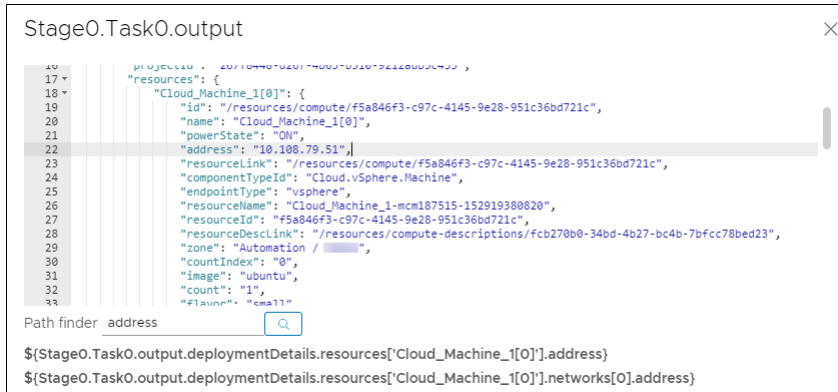 Stage0.Task0.output
16 "projectId":
17 "resources": {
18 "Cloud_Machine_1[0]": {
19 "id": "/resources/compute/f5a846f3-c97c-4145-9e28-951c36bd721c",
20 "name": "Cloud_Machine_1[0]",
21 "powerState": "ON",
22 "address": "10.108.79.51",
23 "resourceLink": "/resources/compute/f5a846f3-c97c-4145-9e28-951c36bd721c",
24 "componentTypeId": "Cloud.vSphere.Machine",
25 "endpointType": "vsphere",
26 "resourceName": "Cloud_Machine_1-mcm187515-152919380820",
27 "resourceId": "f5a846f3-c97c-4145-9e28-951c36bd721c",
28 "resourceDescLink": "/resources/compute-descriptions/fcb270b0-34bd-4b27-bc4b-7bfcc78bed23",
29 "zone": "Automation / ",
30 "countIndex": "0",
31 "image": "ubuntu",
32 "count": "1",
33 "flavor": "small"
Path finder address
${Stage0.Task0.output.deploymentDetails.resources['Cloud_Machine_1[0]'].address}
${Stage0.Task0.output.deploymentDetails.resources['Cloud_Machine_1[0]'].networks[0].address}